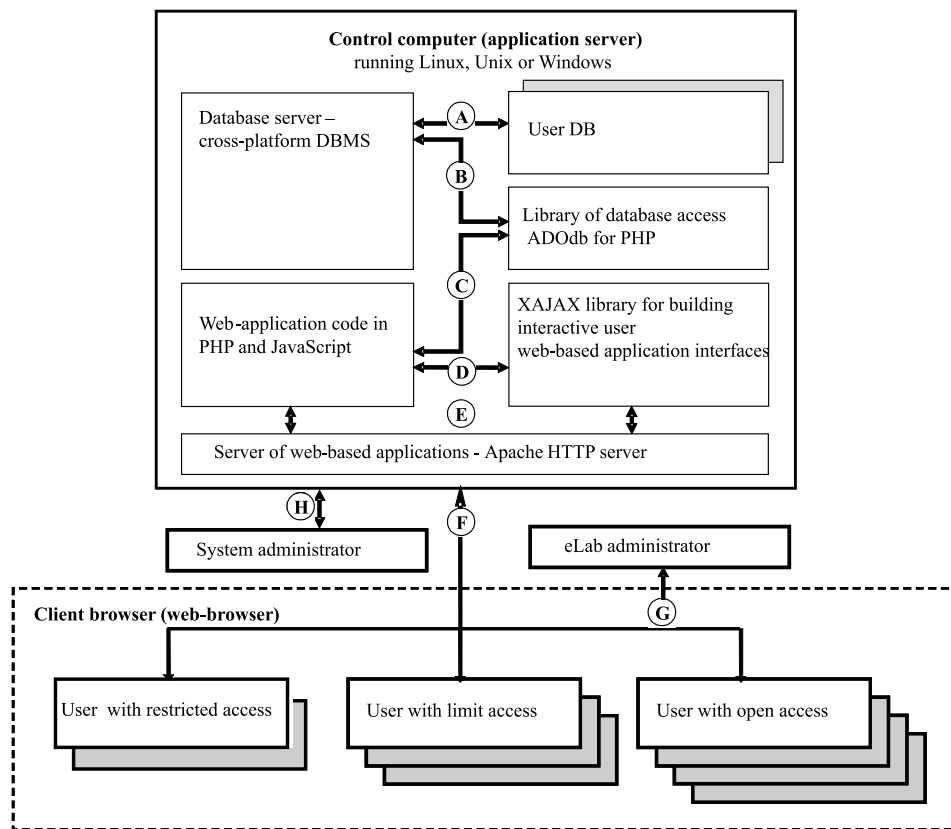 Control computer (application server)
running Linux, Unix or Windows
Database server –
cross-platform DBMS
A
User DB
B
Library of database access
ADOdb for PHP
C
Web-application code in
PHP and JavaScript
XAJAX library for building
interactive user
web-based application interfaces
D
E
Server of web-based applications - Apache HTTP server
H
F
System administrator
eLab administrator
G
Client browser (web-browser)
User with restricted access
User with limit access
User with open access